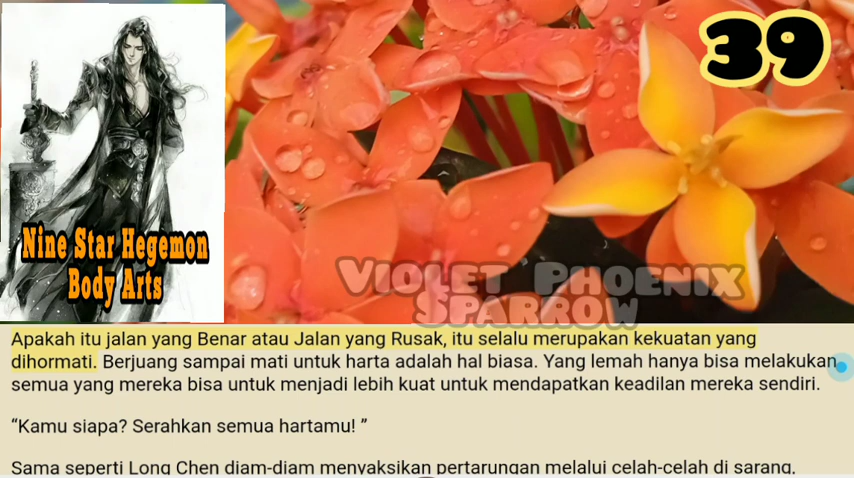 39
Nine Star Hegemon
Body Arts
Violet Phoenix
Sparrow
Apakah itu jalan yang Benar atau Jalan yang Rusak, itu selalu merupakan kekuatan yang
dihormati. Berjuang sampai mati untuk harta adalah hal biasa. Yang lemah hanya bisa melakukan
semua yang mereka bisa untuk menjadi lebih kuat untuk mendapatkan keadilan mereka sendiri.
“Kamu siapa? Serahkan semua hartamu! ”
Sama seperti Long Chen diam-diam menyaksikan pertarungan melalui celah-celah di sarang,